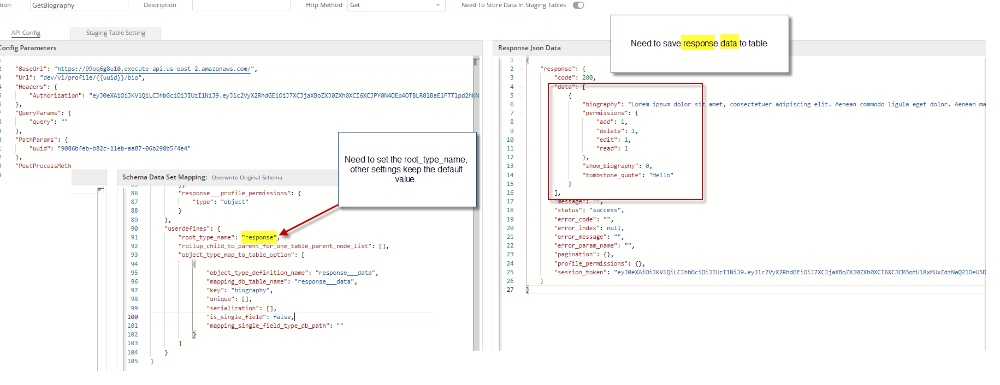 tion GetBiography Description Http Method Get Need To Store Data In Staging Tables
API Config Staging Table Setting
Need to save response.data to table
Config Parameters
"BaseUrl": "https://99oq6g8u10.execute-api.us-east-2.amazonaws.com/",
"Url": "dev/v1/profile/{{uuid}}/bio",
"Headers": {
"Authorization":
},
"QueryParams": {
"query": ""
},
"PathParams": {
"uuid": "9086bfeb-b82c-11eb-aa87-06b290b5f4e4"
},
"PostProcessMeth
Need to set the root_type_name,
other settings keep the default
value.
Schema Data Set Mapping: Overwrite Original Schema
86 "response___profile_permissions": {
87 "type": "object"
88 }
89 },
90 "userdefines": {
91 "root_type_name": "response",
92 "rollup_child_to_parent_for_one_table_parent_node_list": [],
93 "object_type_map_to_table_option": [
94 {
95 "object_type_definition_name": "response___data",
96 "mapping_db_table_name": "response___data",
97 "key": "biography",
98 "unique": [],
99 "serialization": [],
100 "is_single_field": false,
101 "mapping_single_field_type_db_path": ""
102 }
103 ]
104 }
105 }
Response Json Data
1 {
2 "response": {
3 "code": 200,
4 "data": [
5 {
6 "biography": "Lorem ipsum dolor sit amet, consectetuer adipiscing elit. Aenean commodo ligula eget dolor. Aenean ma
7 "permissions": {
8 "add": 1,
9 "delete": 1,
10 "edit": 1,
11 "read": 1
12 },
13 "show_biography": 0,
14 "tombstone_quote": "Hello"
15 }
16 ],
17 "message": "",
18 "status": "success",
19 "error_code": "",
20 "error_index": null,
21 "error_message": "",
22 "error_param_name": "",
23 "pagination": {},
24 "profile_permissions": {},
25 "session_token":
26 }
27 }